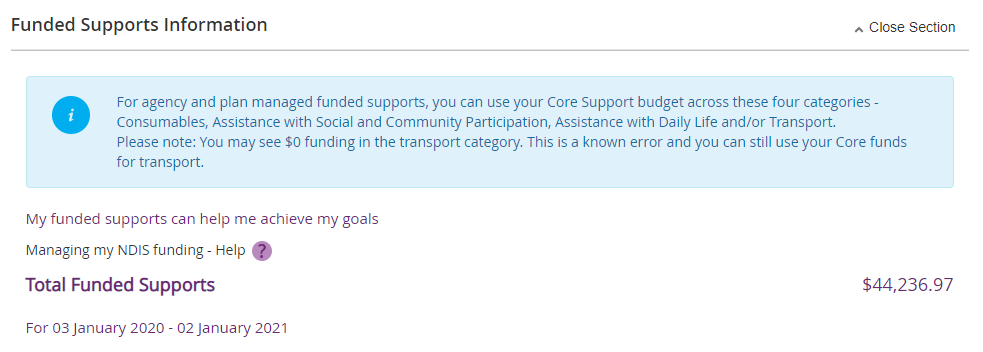 Funded Supports Information
Close Section
i
For agency and plan managed funded supports, you can use your Core Support budget across these four categories -
Consumables, Assistance with Social and Community Participation, Assistance with Daily Life and/or Transport.
Please note: You may see $0 funding in the transport category. This is a known error and you can still use your Core funds
for transport.
My funded supports can help me achieve my goals
Managing my NDIS funding - Help ?
Total Funded Supports $44,236.97
For 03 January 2020 - 02 January 2021